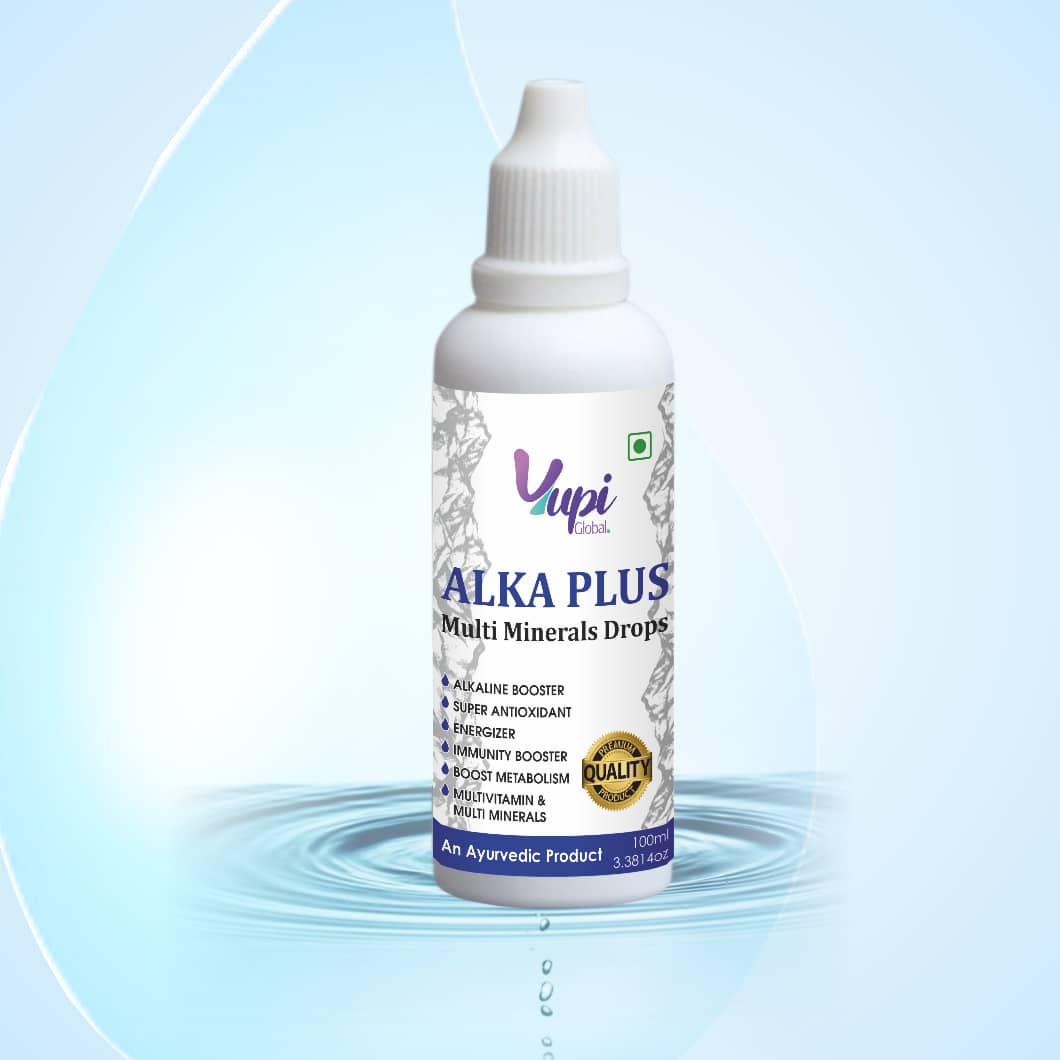 Yupi
Global.
ALKA PLUS
Multi Minerals Drops
ALKALINE BOOSTER
SUPER ANTIOXIDANT
ENERGIZER
IMMUNITY BOOSTER
BOOST METABOLISM
MULTIVITAMIN &
MULTI MINERALS
PREMIUM
QUALITY
PRODUCT
An Ayurvedic Product
100ml
3.3814oz